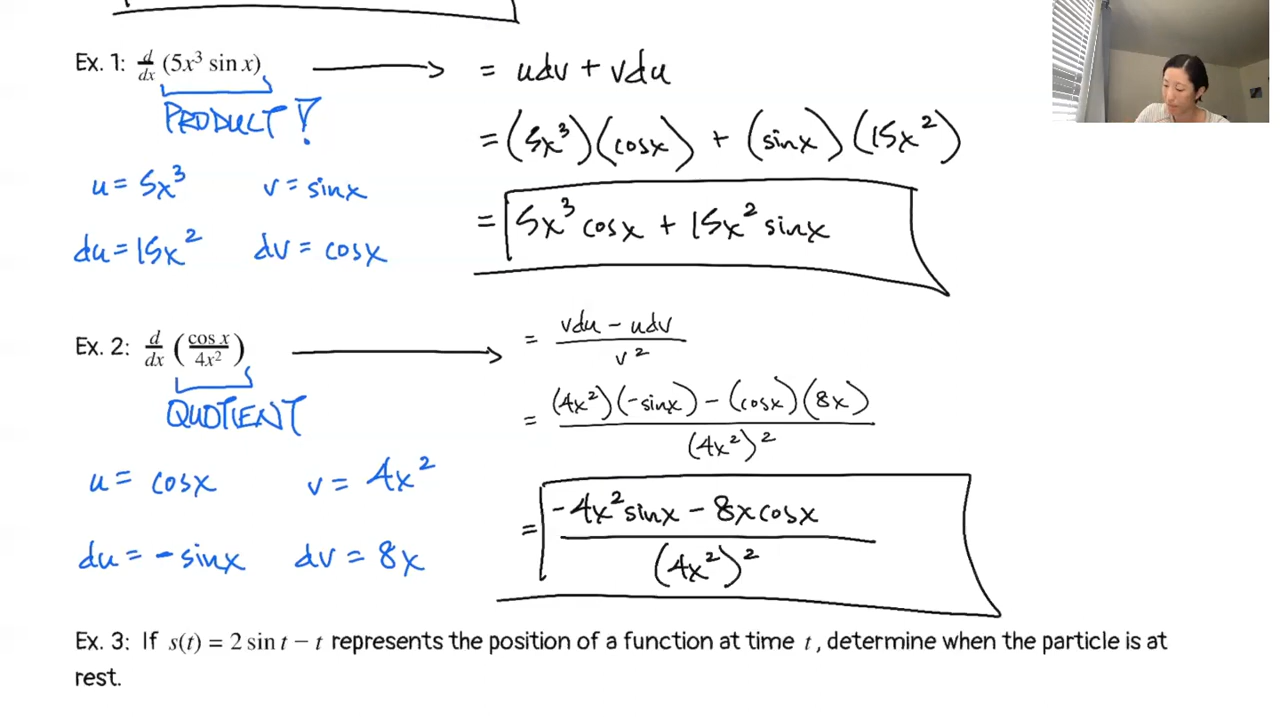 Ex. 1: d/dx (5x³ sin x) → = udv + vdu
PRODUCT!
= (5x³)(cosx) + (sinx)(15x²)
u = 5x³ v = sinx
= 5x³ cosx + 15x² sinx
du = 15x² dv = cosx
Ex. 2: d/dx (cos x / 4x²) → = (vdu - udv) / v²
QUOTIENT
= ((4x²)(-sinx) - (cosx)(8x)) / (4x²)²
u = cosx v = 4x²
= (-4x² sinx - 8x cosx) / (4x²)²
du = -sinx dv = 8x
Ex. 3: If s(t) = 2 sin t − t represents the position of a function at time t, determine when the particle is at
rest.